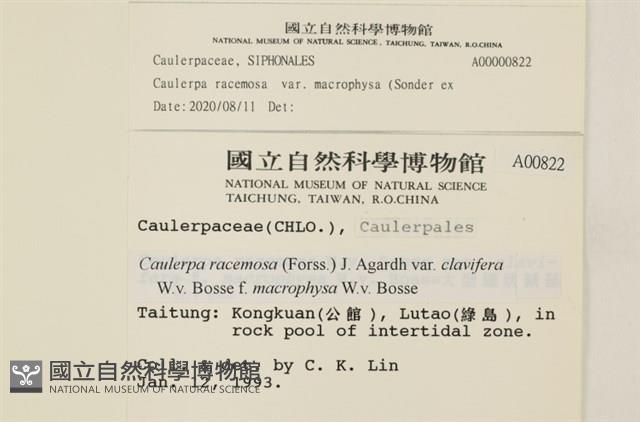 國立自然科學博物館
NATIONAL MUSEUM OF NATURAL SCIENCE, TAICHUNG, TAIWAN, R.O.CHINA
Caulerpaceae, SIPHONALES A00000822
Caulerpa racemosa var. macrophysa (Sonder ex
Date:2020/08/11 Det:
國立自然科學博物館 A00822
NATIONAL MUSEUM OF NATURAL SCIENCE
TAICHUNG, TAIWAN, R.O.CHINA
Caulerpaceae(CHLO.), Caulerpales
Caulerpa racemosa (Forss.) J. Agardh var. clavifera
W.v. Bosse f. macrophysa W.v. Bosse
Taitung: Kongkuan(公館), Lutao(綠島), in
rock pool of intertidal zone.
Coll. & det. by C. K. Lin
Jan. 12, 1993.
國立自然科學博物館
NATIONAL MUSEUM OF NATURAL SCIENCE